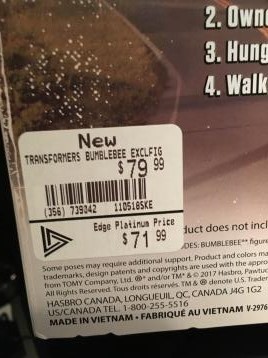 2. Own
3. Hung
4. Walk
New
TRANSFORMERS BUMBLEBEE EXCLFIG
$79 99
(356) 739042 110518SKE
Edge Platinum Price
$71 99
duct does not incl
DES: BUMBLEBEE™ figur
Some poses may require additional support. Product and colors ma
trademarks, design patents and copyrights are used with the appro
from TOMY Company, Ltd. ® and/or TM & © 2017 Hasbro, Pawtuc
All Rights Reserved. Tous droits réservés. TM & ® denote U.S. Trader
HASBRO CANADA, LONGUEUIL, QC, CANADA J4G 1G2
US/CANADA TEL. 1-800-255-5516
MADE IN VIETNAM • FABRIQUÉ AU VIETNAM V-2976